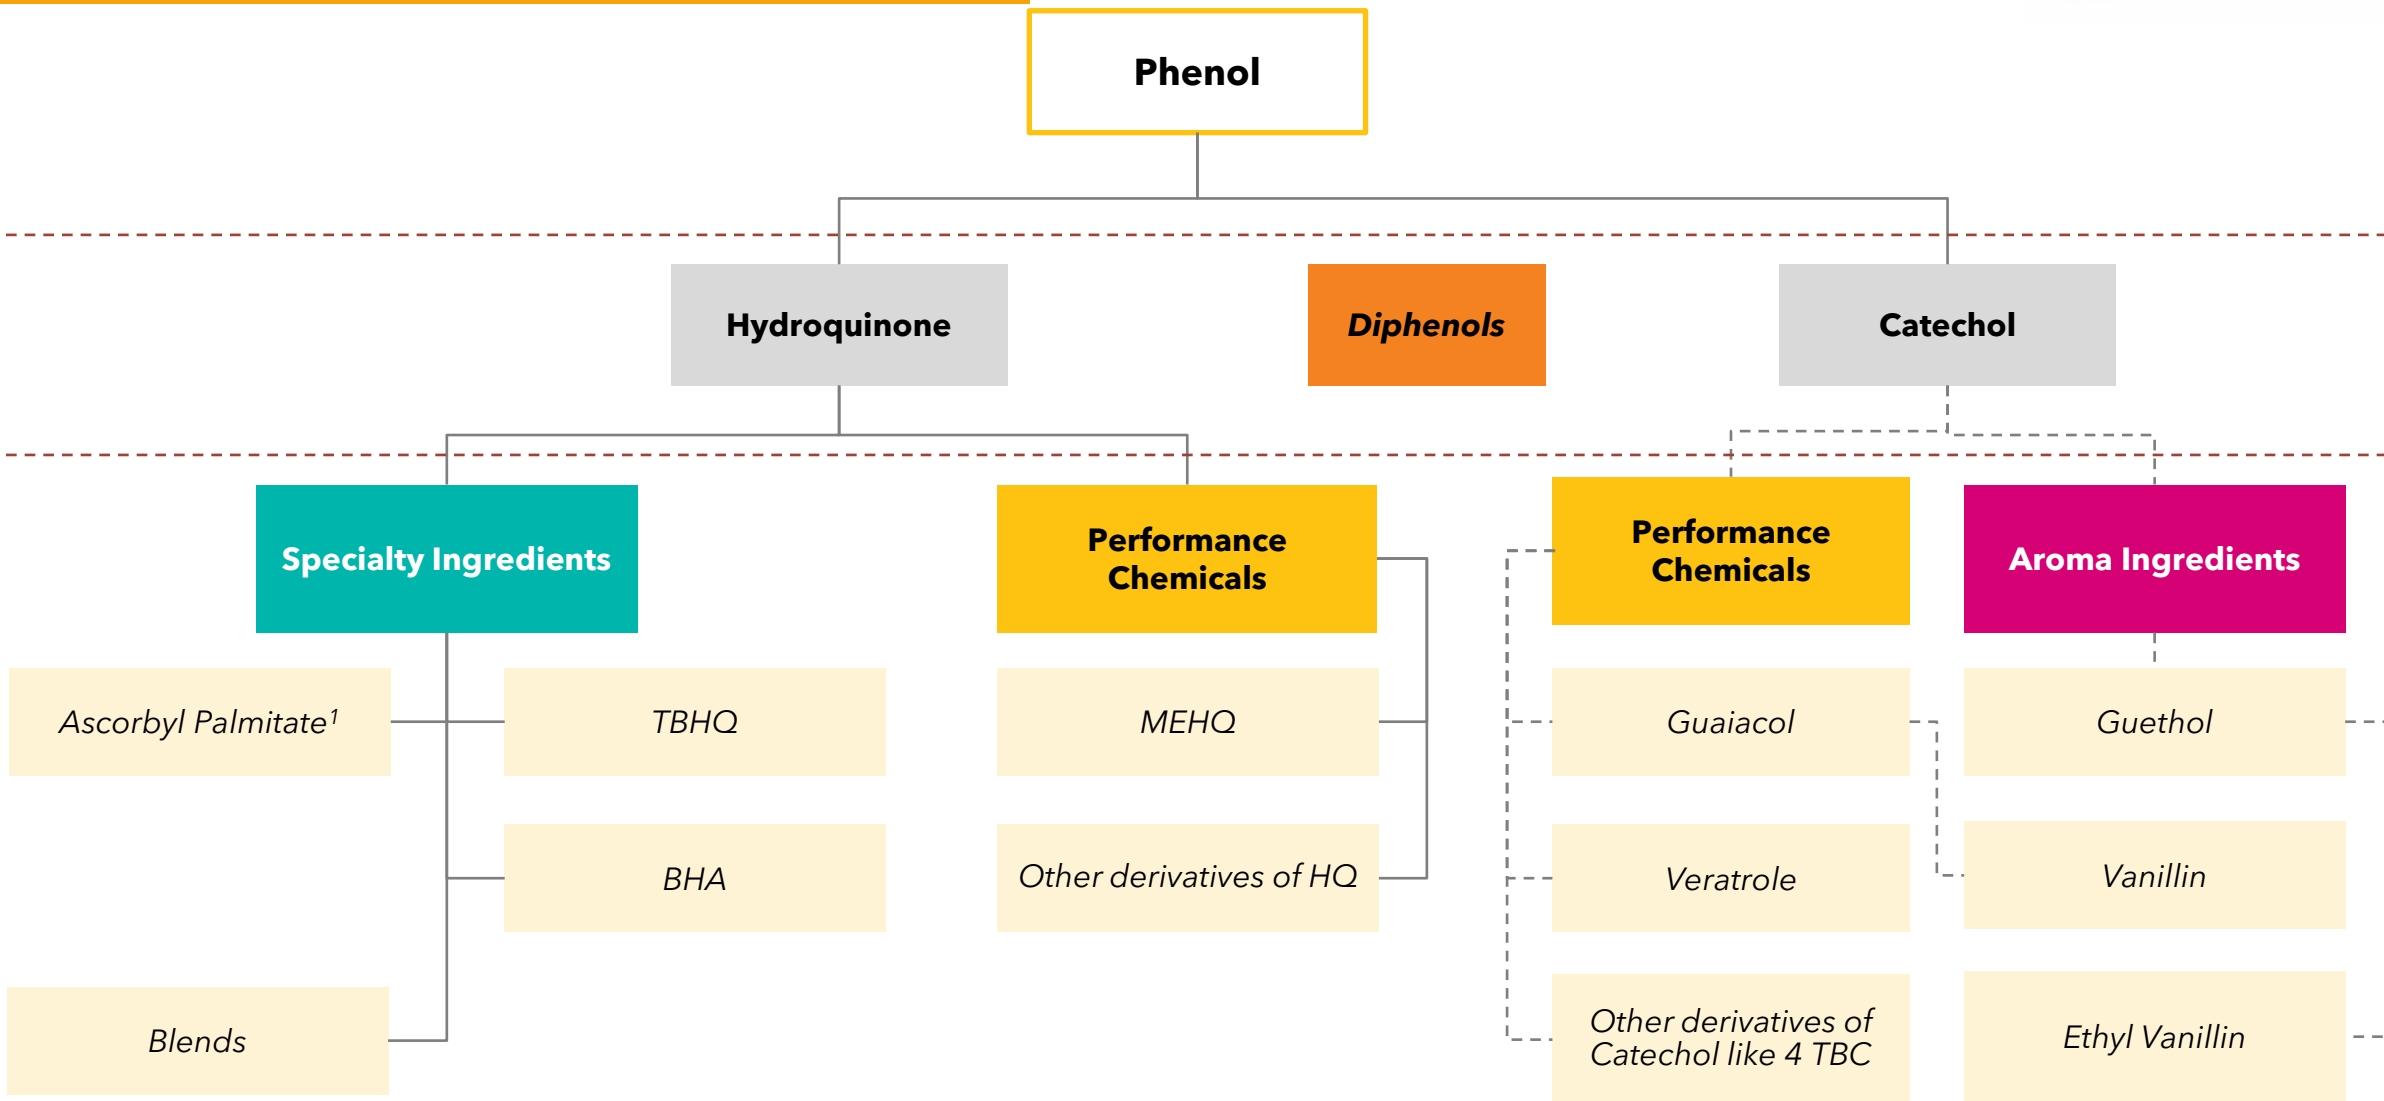 Phenol
Hydroquinone
Diphenols
Catechol
Specialty Ingredients
Performance
Chemicals
Performance
Chemicals
Aroma Ingredients
Ascorbyl Palmitate¹
TBHQ
MEHQ
Guaiacol
Guethol
BHA
Other derivatives of HQ
Veratrole
Vanillin
Blends
Other derivatives of
Catechol like 4 TBC
Ethyl Vanillin